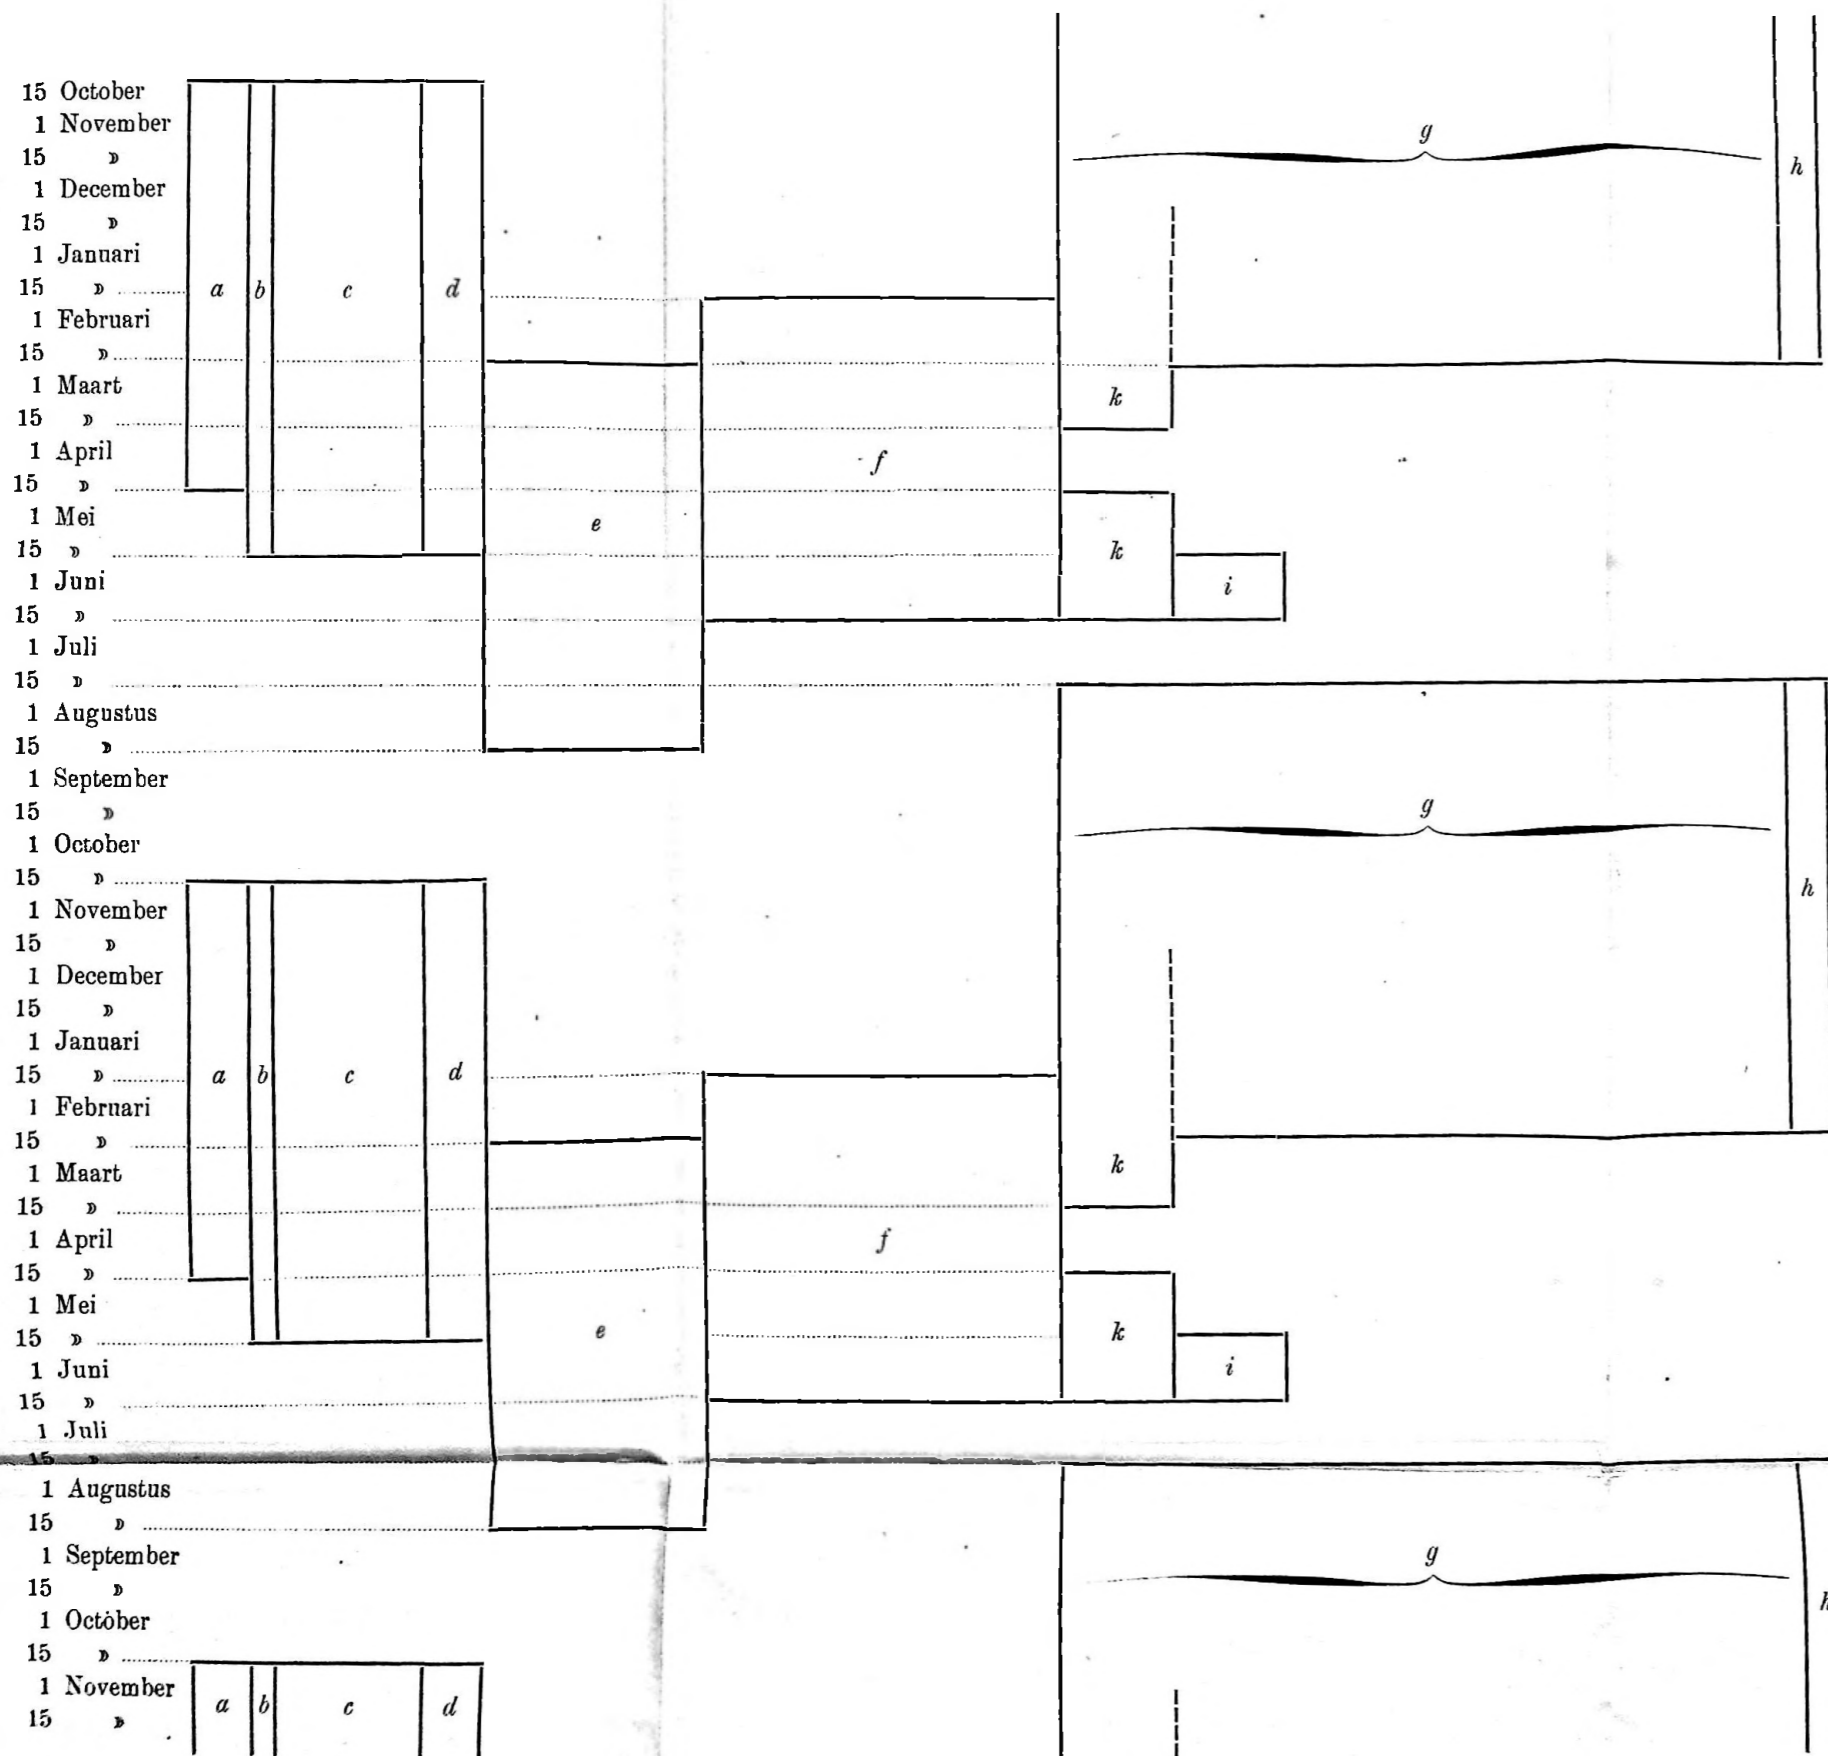 15 October
1 November
15 »
g
1 December
h
15 »
1 Januari
15 » a b c d
1 Februari
15 »
1 Maart
k
15 »
1 April
f
15 »
1 Mei
e
15 »
k
1 Juni
i
15 »
1 Juli
15 »
1 Augustus
15 »
1 September
15 »
g
1 October
15 »
h
1 November
15 »
1 December
15 »
1 Januari
15 » a b c d
1 Februari
15 »
1 Maart
k
15 »
1 April
f
15 »
1 Mei
15 »
e
k
1 Juni
i
15 »
1 Juli
15 »
1 Augustus
15 »
1 September
g
15 »
h
1 October
15 »
1 November
a b c d
15 »